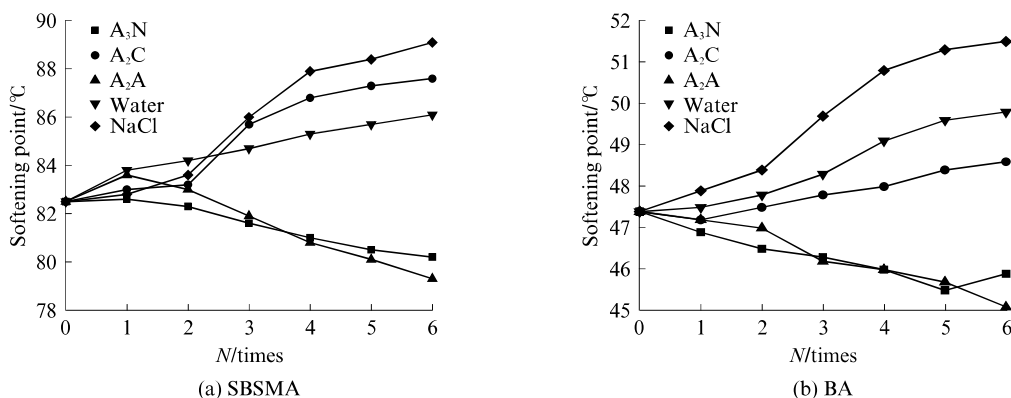 90
88
86
84
82
80
78
Softening point/℃
A₃N
A₂C
A₂A
Water
NaCl
0 1 2 3 4 5 6
N/times
(a) SBSMA
52
51
50
49
48
47
46
45
Softening point/℃
A₃N
A₂C
A₂A
Water
NaCl
0 1 2 3 4 5 6
N/times
(b) BA